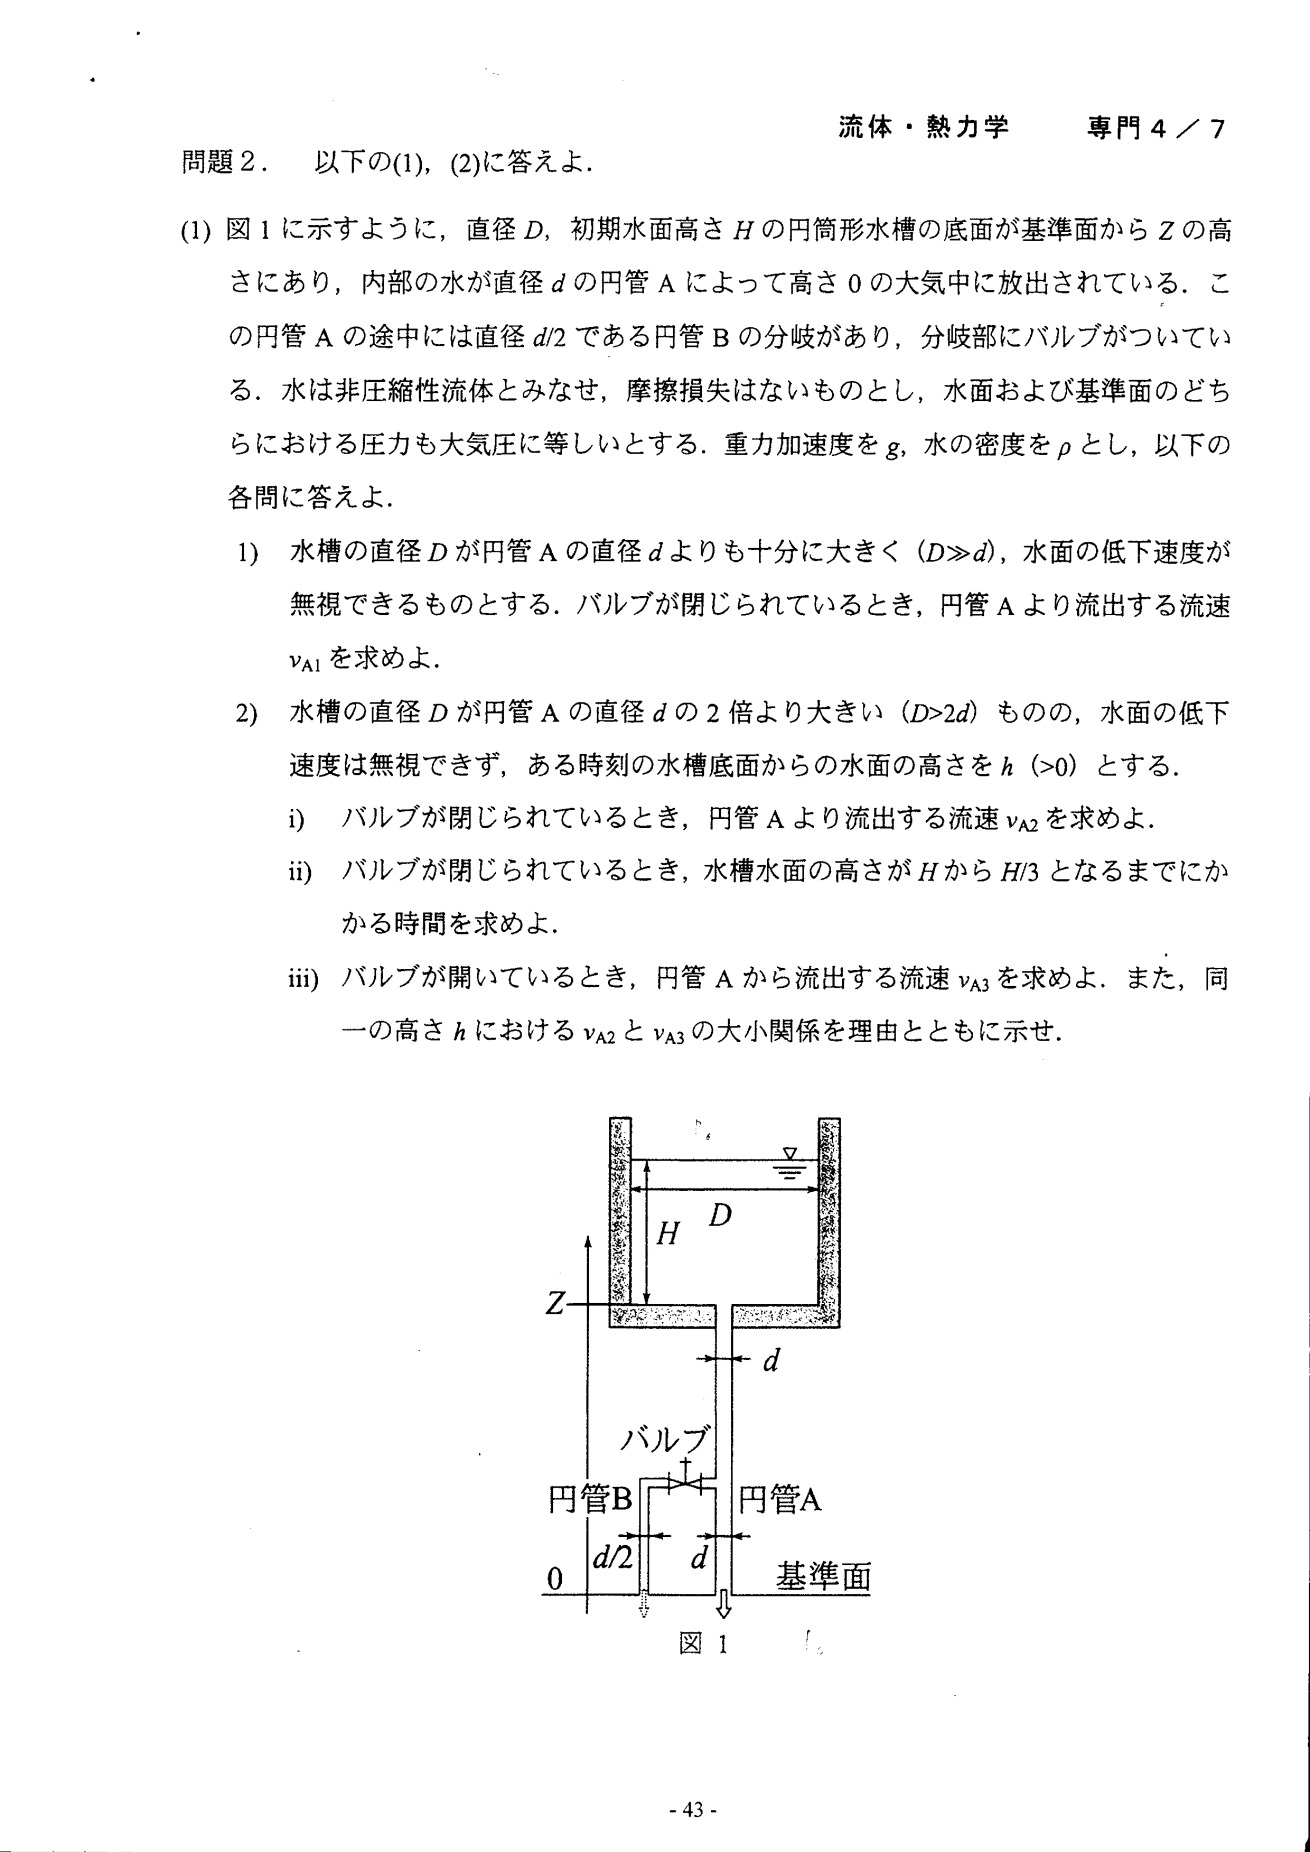 流体・熱力学 専門4/7
問題2. 以下の(1), (2)に答えよ.
(1) 図1に示すように, 直径D, 初期水面高さHの円筒形水槽の底面が基準面からZの高
さにあり, 内部の水が直径dの円管Aによって高さ0の大気中に放出されている. こ
の円管Aの途中には直径d/2である円管Bの分岐があり, 分岐部にバルブがついてい
る. 水は非圧縮性流体とみなせ, 摩擦損失はないものとし, 水面および基準面のどち
らにおける圧力も大気圧に等しいとする. 重力加速度をg, 水の密度をρとし, 以下の
各問に答えよ.
1) 水槽の直径Dが円管Aの直径dよりも十分に大きく(D≫d), 水面の低下速度が
無視できるものとする. バルブが閉じられているとき, 円管Aより流出する流速
vA1を求めよ.
2) 水槽の直径Dが円管Aの直径dの2倍より大きい(D>2d)ものの, 水面の低下
速度は無視できず, ある時刻の水槽底面からの水面の高さをh(>0)とする.
i) バルブが閉じられているとき, 円管Aより流出する流速vA2を求めよ.
ii) バルブが閉じられているとき, 水槽水面の高さがHからH/3となるまでにか
かる時間を求めよ.
iii) バルブが開いているとき, 円管Aから流出する流速vA3を求めよ. また, 同
一の高さhにおけるvA2とvA3の大小関係を理由とともに示せ.
D
H
Z
d
バルブ
円管B 円管A
d/2 d
0 基準面
図 1
- 43 -